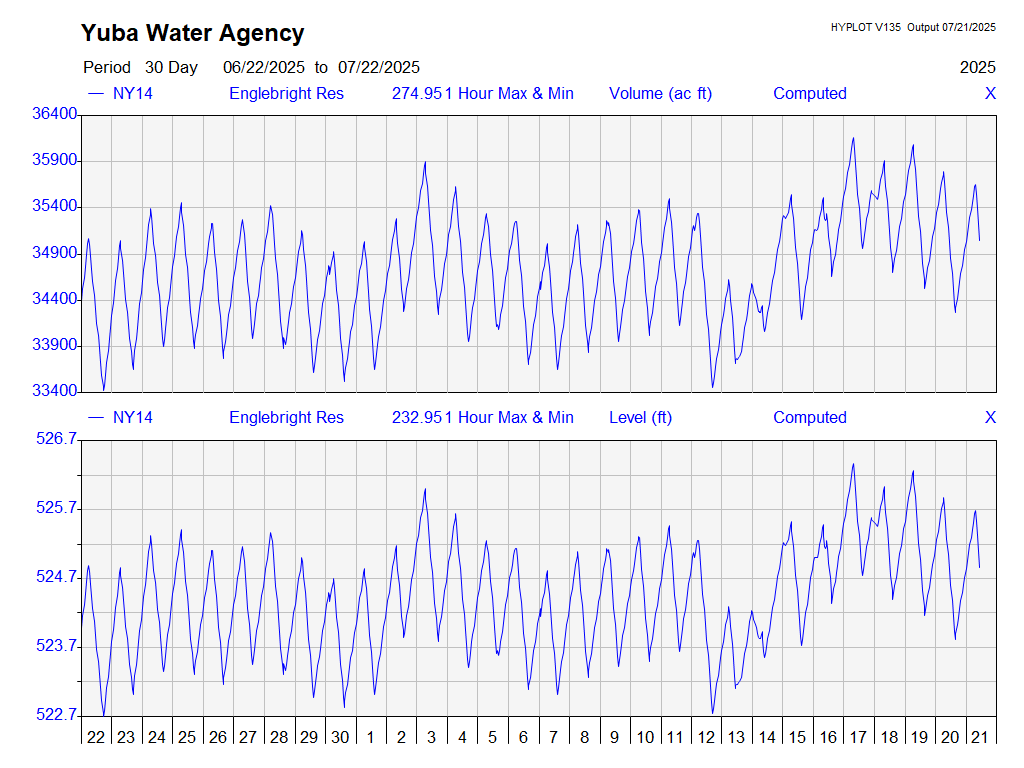 Yuba Water Agency
HYPLOT V135 Output 07/21/2025
Period 30 Day 06/22/2025 to 07/22/2025 2025
— NY14 Englebright Res 274.951 Hour Max & Min Volume (ac ft) Computed X
36400
35900
35400
34900
34400
33900
33400
— NY14 Englebright Res 232.951 Hour Max & Min Level (ft) Computed X
526.7
525.7
524.7
523.7
522.7
22 23 24 25 26 27 28 29 30 1 2 3 4 5 6 7 8 9 10 11 12 13 14 15 16 17 18 19 20 21